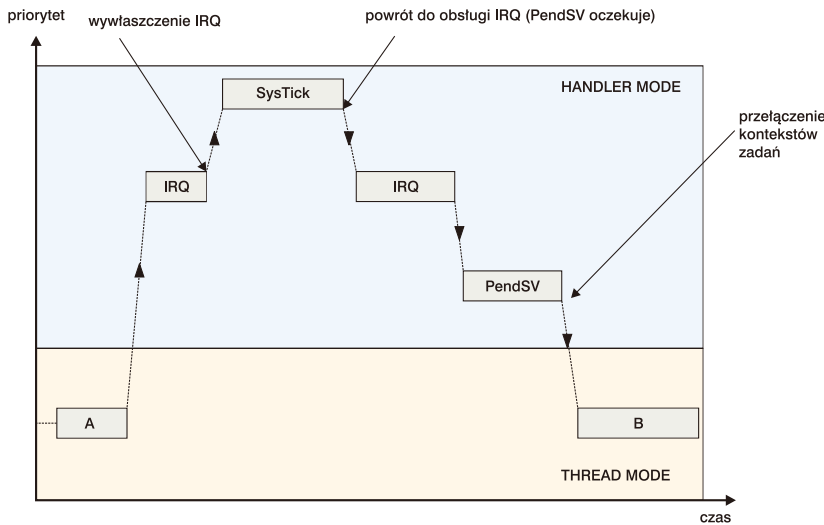 priorytet
wywłaszczenie IRQ
powrót do obsługi IRQ (PendSV oczekuje)
SysTick
HANDLER MODE
przełączenie
kontekstów
zadań
IRQ
IRQ
PendSV
A
B
THREAD MODE
czas